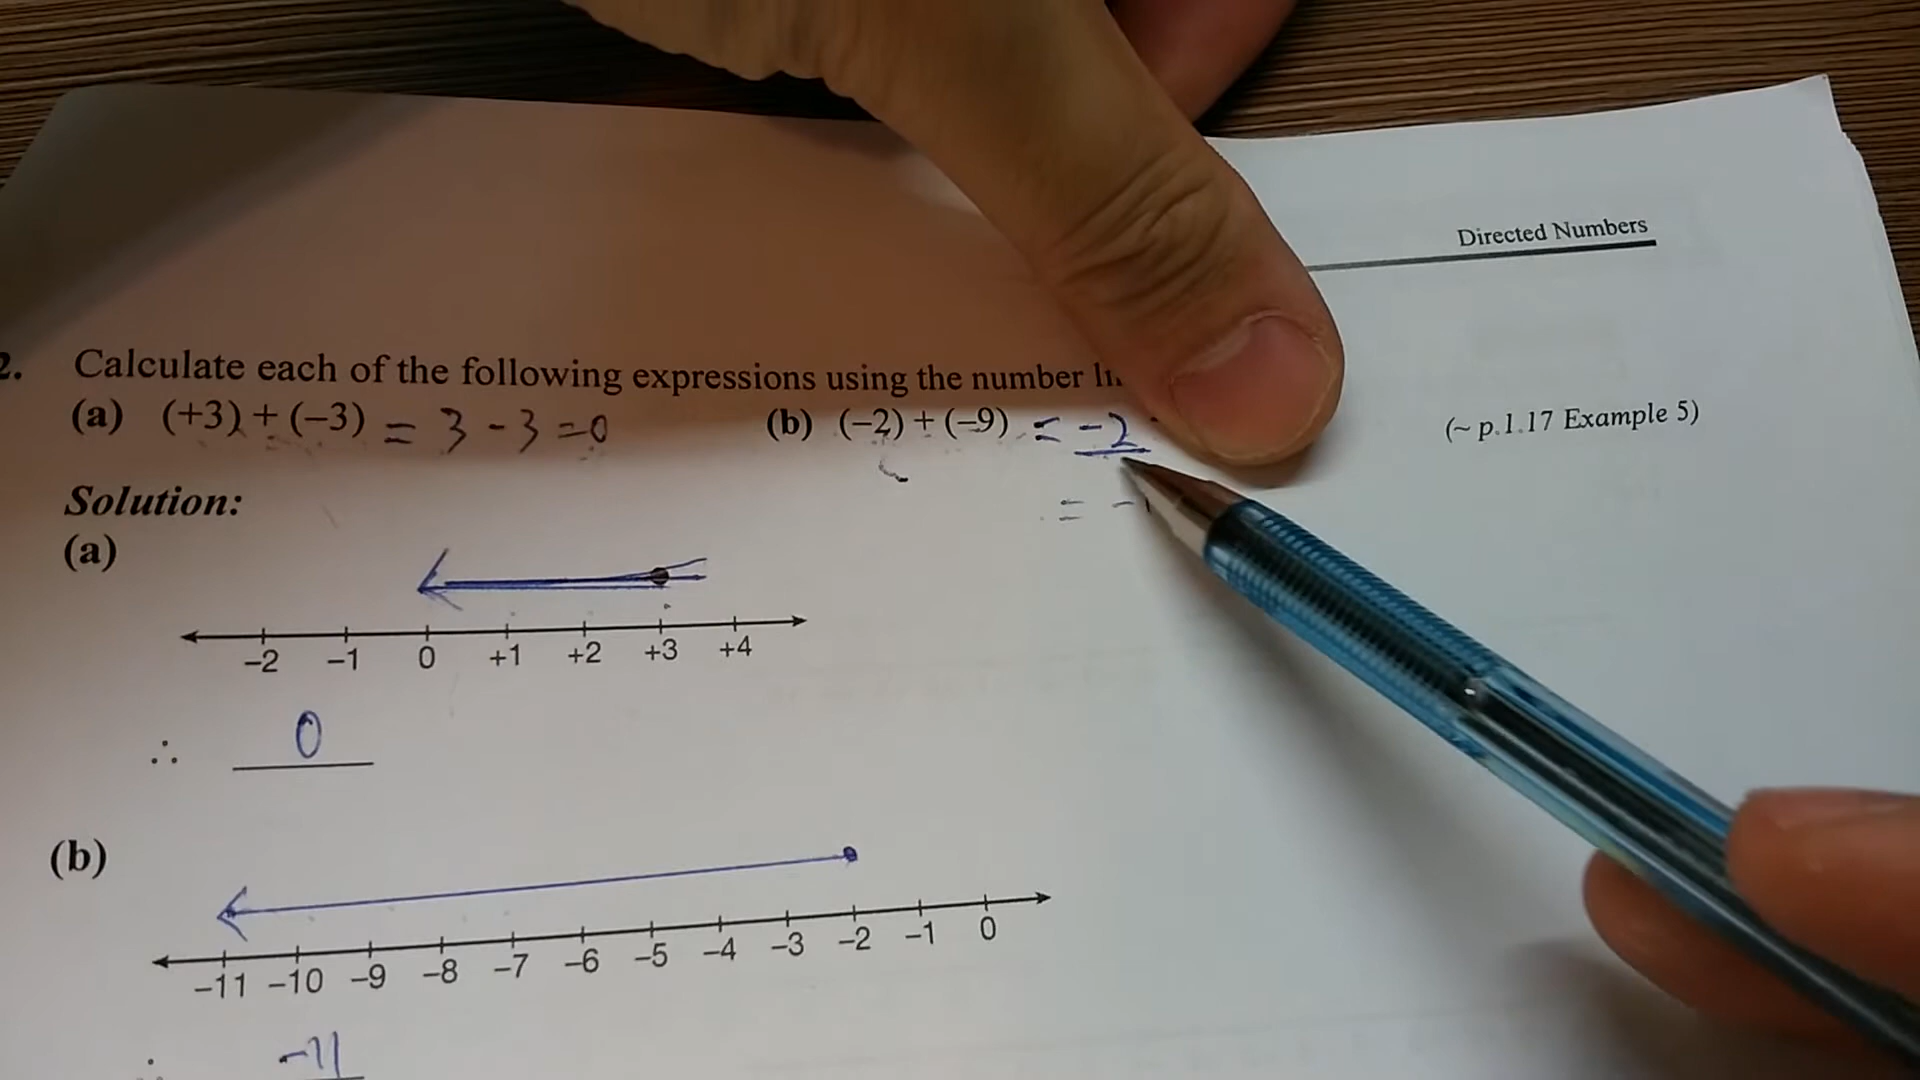 Directed Numbers
2. Calculate each of the following expressions using the number
(a) (+3) + (−3) = 3 - 3 = 0
(b) (−2) + (−9) = -2
(~ p.1.17 Example 5)
= -
Solution:
(a)
−2 −1 0 +1 +2 +3 +4
∴ 0
(b)
−11 −10 −9 −8 −7 −6 −5 −4 −3 −2 −1 0
-11